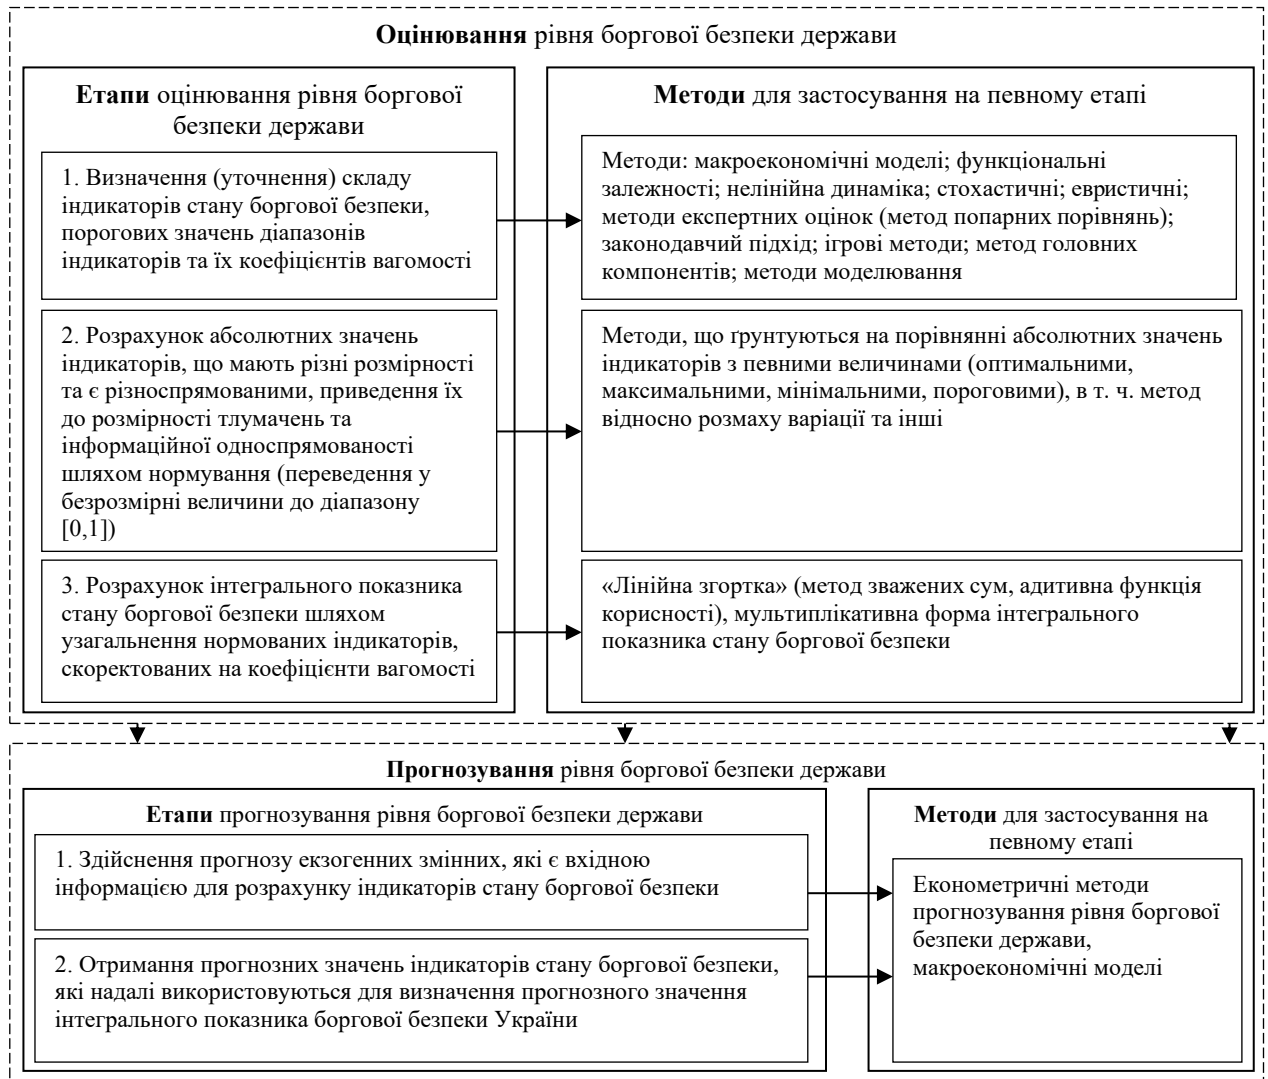 Оцінювання рівня боргової безпеки держави
Етапи оцінювання рівня боргової
безпеки держави
1. Визначення (уточнення) складу
індикаторів стану боргової безпеки,
порогових значень діапазонів
індикаторів та їх коефіцієнтів вагомості
2. Розрахунок абсолютних значень
індикаторів, що мають різні розмірності
та є різноспрямованими, приведення їх
до розмірності тлумачень та
інформаційної односпрямованості
шляхом нормування (переведення у
безрозмірні величини до діапазону
[0,1])
3. Розрахунок інтегрального показника
стану боргової безпеки шляхом
узагальнення нормованих індикаторів,
скоректованих на коефіцієнти вагомості
Методи для застосування на певному етапі
Методи: макроекономічні моделі; функціональні
залежності; нелінійна динаміка; стохастичні; евристичні;
методи експертних оцінок (метод попарних порівнянь);
законодавчий підхід; ігрові методи; метод головних
компонентів; методи моделювання
Методи, що ґрунтуються на порівнянні абсолютних значень
індикаторів з певними величинами (оптимальними,
максимальними, мінімальними, пороговими), в т. ч. метод
відносно розмаху варіації та інші
«Лінійна згортка» (метод зважених сум, адитивна функція
корисності), мультиплікативна форма інтегрального
показника стану боргової безпеки
Прогнозування рівня боргової безпеки держави
Етапи прогнозування рівня боргової безпеки держави
1. Здійснення прогнозу екзогенних змінних, які є вхідною
інформацією для розрахунку індикаторів стану боргової безпеки
2. Отримання прогнозних значень індикаторів стану боргової безпеки,
які надалі використовуються для визначення прогнозного значення
інтегрального показника боргової безпеки України
Методи для застосування на
певному етапі
Економетричні методи
прогнозування рівня боргової
безпеки держави,
макроекономічні моделі